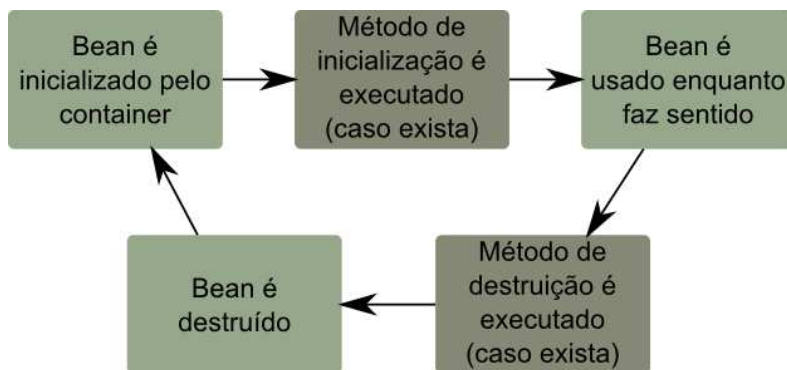 Bean é
inicializado pelo
container
Método de
inicialização é
executado
(caso exista)
Bean é
usado enquanto
faz sentido
Método de
destruição é
executado
(caso exista)
Bean é
destruído